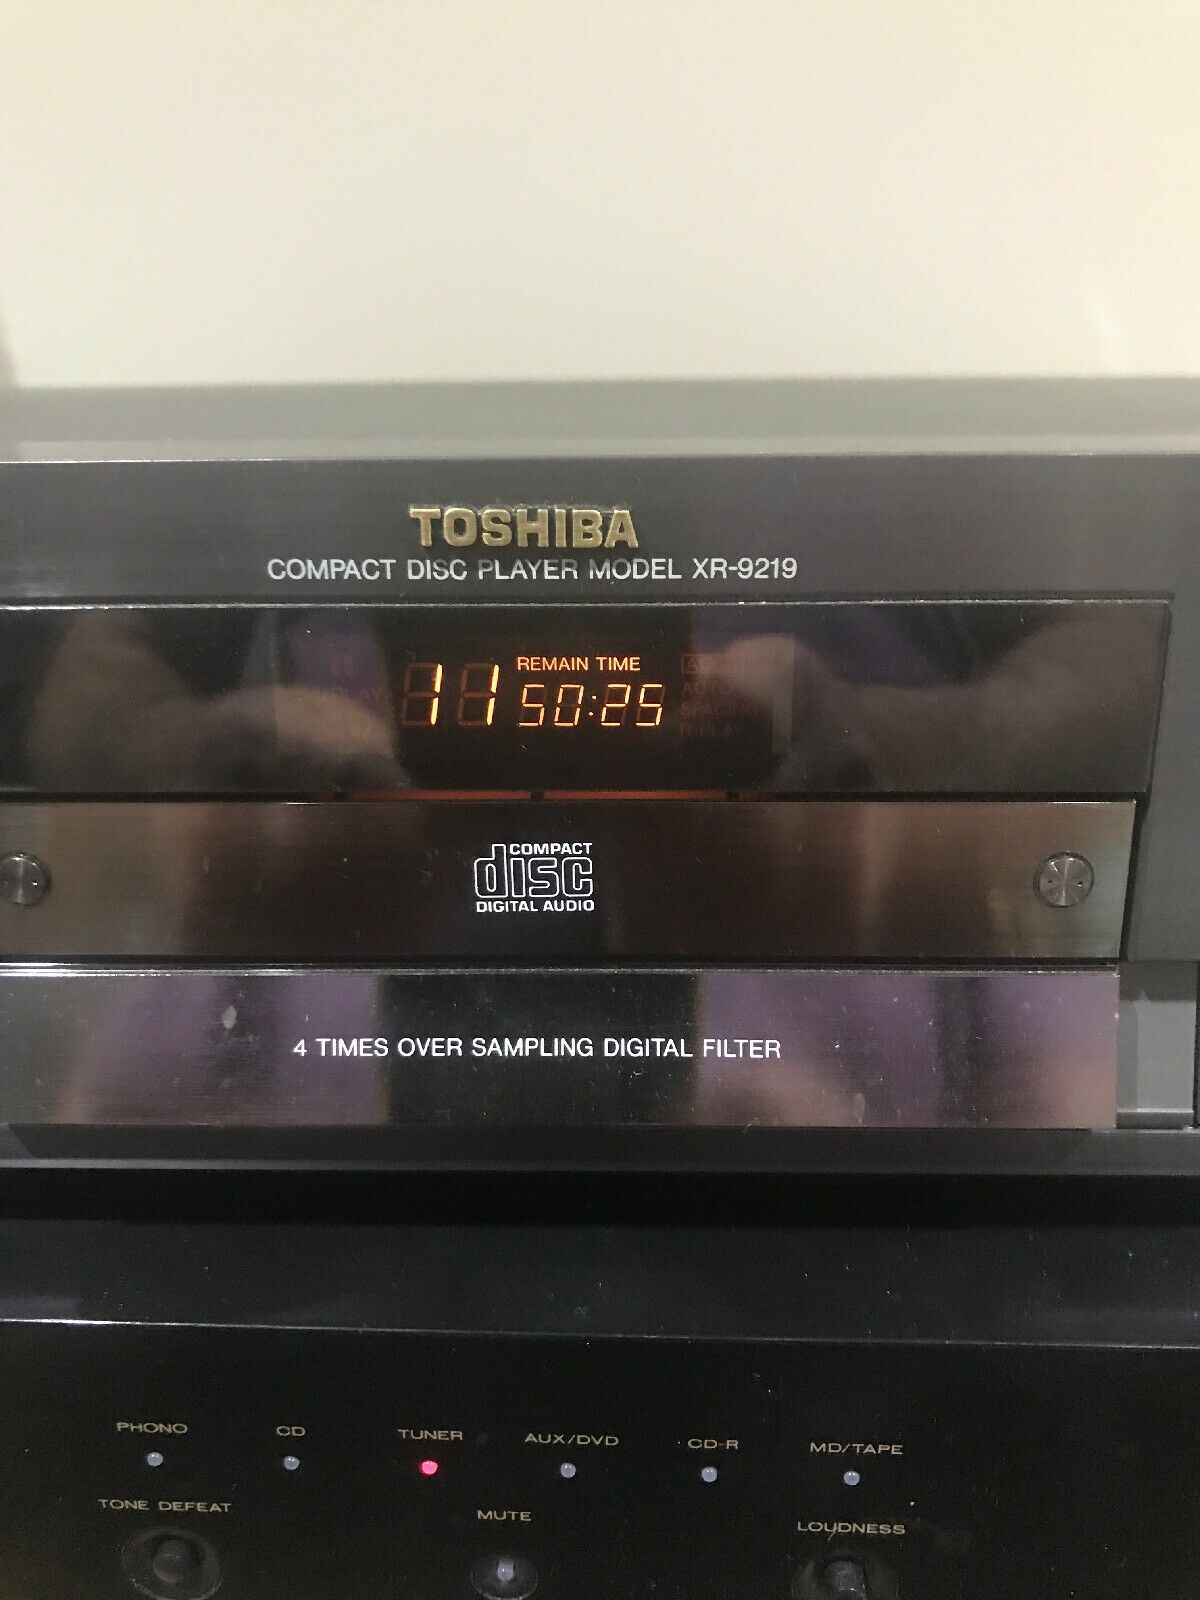 TOSHIBA
COMPACT DISC PLAYER MODEL XR-9219
REMAIN TIME
11 50:25
COMPACT
disc
DIGITAL AUDIO
4 TIMES OVER SAMPLING DIGITAL FILTER
PHONO CD TUNER AUX/DVD CD-R MD/TAPE
TONE DEFEAT MUTE LOUDNESS